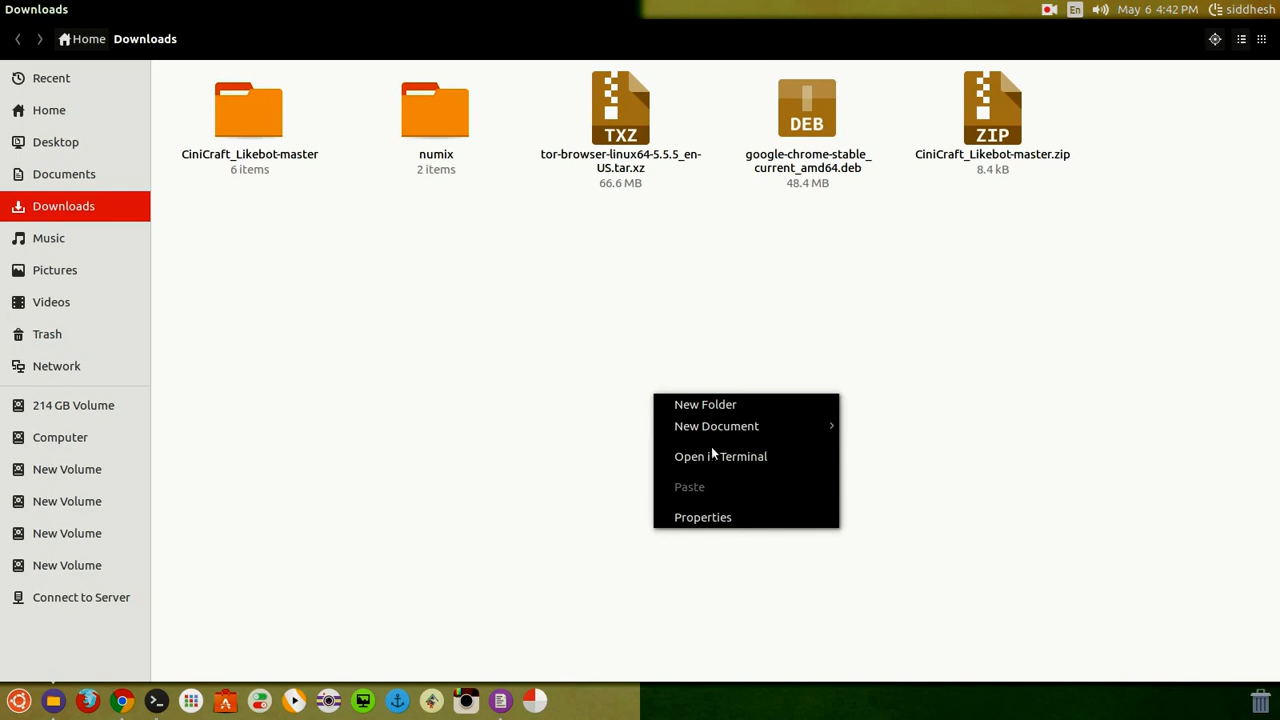 Downloads
En
May 6 4:42 PM
siddhesh
Home
Downloads
Recent
Home
Desktop
Documents
Downloads
Music
Pictures
Videos
Trash
Network
214 GB Volume
Computer
New Volume
New Volume
New Volume
New Volume
Connect to Server
CiniCraft_Likebot-master
6 items
numix
2 items
TXZ
tor-browser-linux64-5.5.5_en-
US.tar.xz
66.6 MB
DEB
google-chrome-stable_
current_amd64.deb
48.4 MB
ZIP
CiniCraft_Likebot-master.zip
8.4 kB
New Folder
New Document
Open in Terminal
Paste
Properties